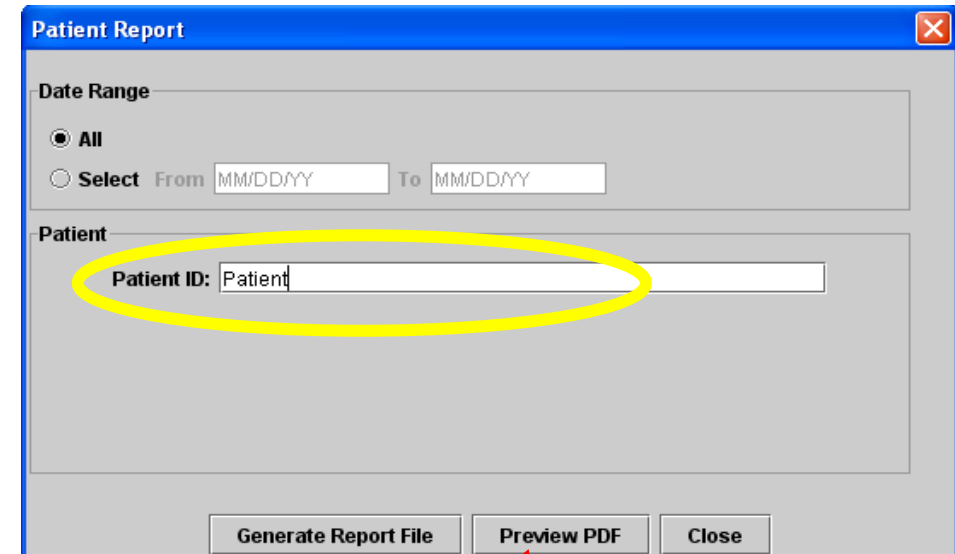 Patient Report
Date Range
All
Select From MM/DD/YY To MM/DD/YY
Patient
Patient ID: Patient
Generate Report File Preview PDF Close